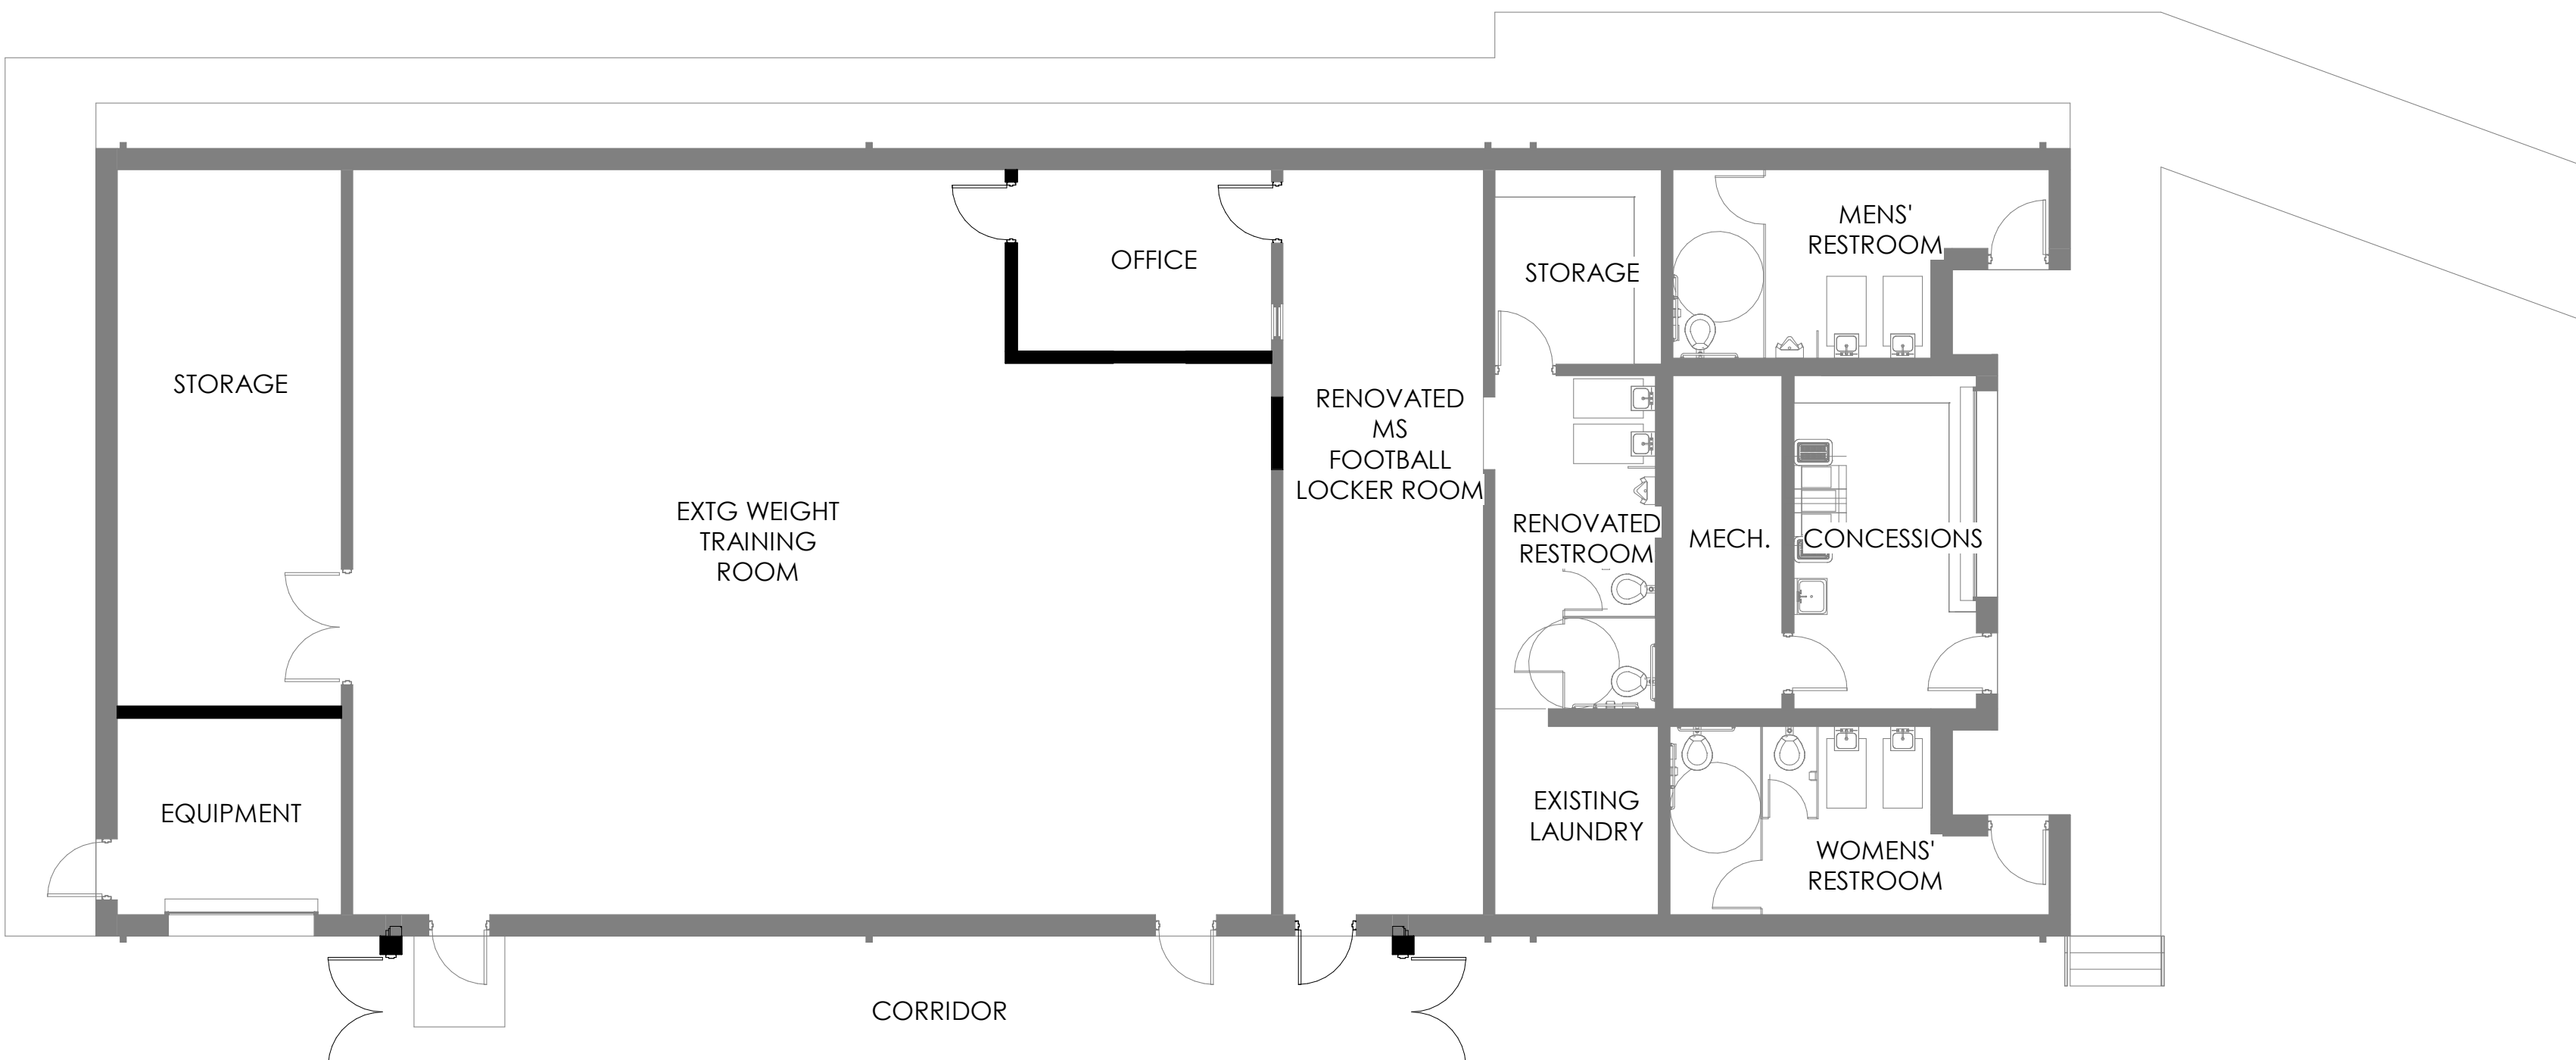 MENS'
RESTROOM
OFFICE
STORAGE
STORAGE
RENOVATED
MS
FOOTBALL
LOCKER ROOM
EXTG WEIGHT
TRAINING
ROOM
RENOVATED
RESTROOM
MECH.
CONCESSIONS
EQUIPMENT
EXISTING
LAUNDRY
WOMENS'
RESTROOM
CORRIDOR